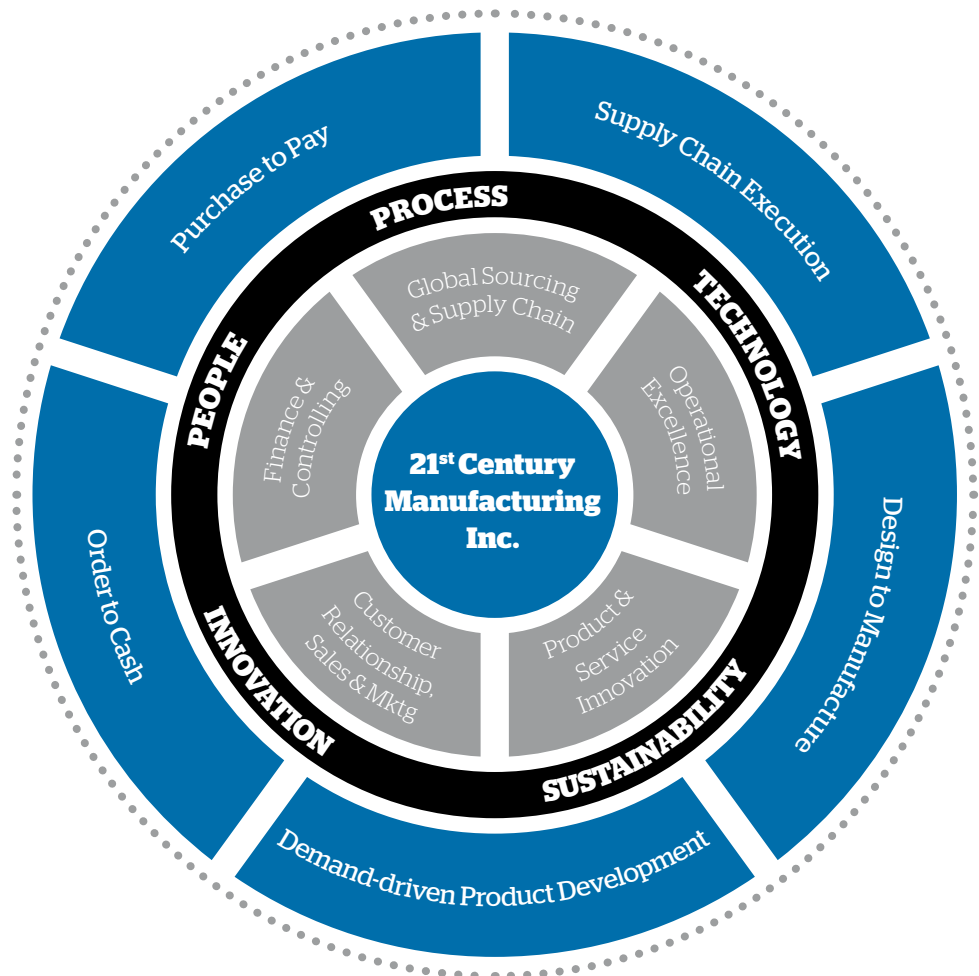 Purchase to Pay
Supply Chain Execution
PROCESS
TECHNOLOGY
PEOPLE
Global Sourcing
& Supply Chain
Finance &
Controlling
Operational
Excellence
21st Century
Manufacturing
Inc.
Order to Cash
Design to Manufacture
Customer
Relationship,
Sales & Mktg
Product &
Service
Innovation
INNOVATION
SUSTAINABILITY
Demand-driven Product Development